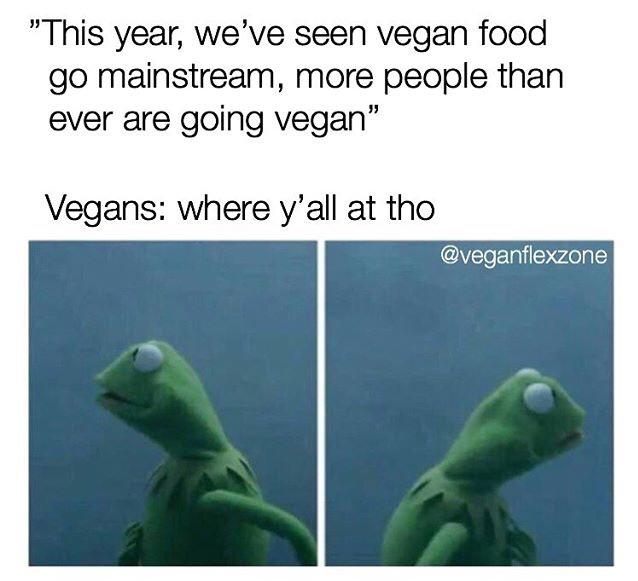 ”This year, we’ve seen vegan food
go mainstream, more people than
ever are going vegan”
Vegans: where y’all at tho
@veganflexzone